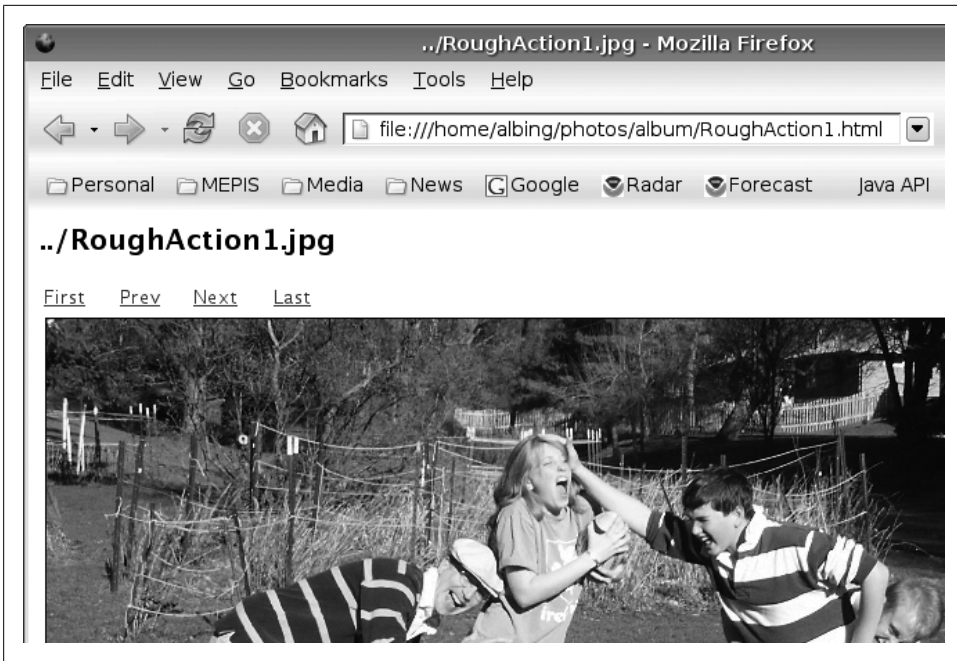 ../RoughAction1.jpg - Mozilla Firefox
File Edit View Go Bookmarks Tools Help
file:///home/albing/photos/album/RoughAction1.html
Personal MEPIS Media News G Google Radar Forecast Java API
../RoughAction1.jpg
First Prev Next Last